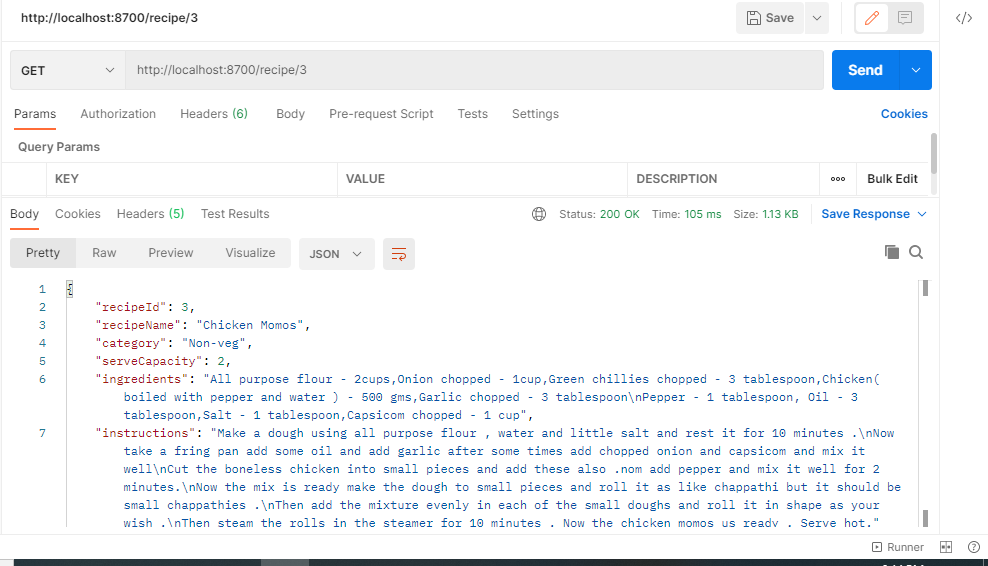 http://localhost:8700/recipe/3
Save
GET
http://localhost:8700/recipe/3
Send
Params Authorization Headers (6) Body Pre-request Script Tests Settings Cookies
Query Params
KEY VALUE DESCRIPTION ooo Bulk Edit
Body Cookies Headers (5) Test Results Status: 200 OK Time: 105 ms Size: 1.13 KB Save Response
Pretty Raw Preview Visualize JSON
1 {
2 "recipeId": 3,
3 "recipeName": "Chicken Momos",
4 "category": "Non-veg",
5 "serveCapacity": 2,
6 "ingredients": "All purpose flour - 2cups,Onion chopped - 1cup,Green chillies chopped - 3 tablespoon,Chicken(
boiled with pepper and water ) - 500 gms,Garlic chopped - 3 tablespoon\nPepper - 1 tablespoon, Oil - 3
tablespoon,Salt - 1 tablespoon,Capsicom chopped - 1 cup",
7 "instructions": "Make a dough using all purpose flour , water and little salt and rest it for 10 minutes .\nNow
take a fring pan add some oil and add garlic after some times add chopped onion and capsicom and mix it
well\nCut the boneless chicken into small pieces and add these also .nom add pepper and mix it well for 2
minutes.\nNow the mix is ready make the dough to small pieces and roll it as like chappathi but it should be
small chappathies .\nThen add the mixture evenly in each of the small doughs and roll it in shape as your
wish .\nThen steam the rolls in the steamer for 10 minutes . Now the chicken momos us ready . Serve hot."
Runner